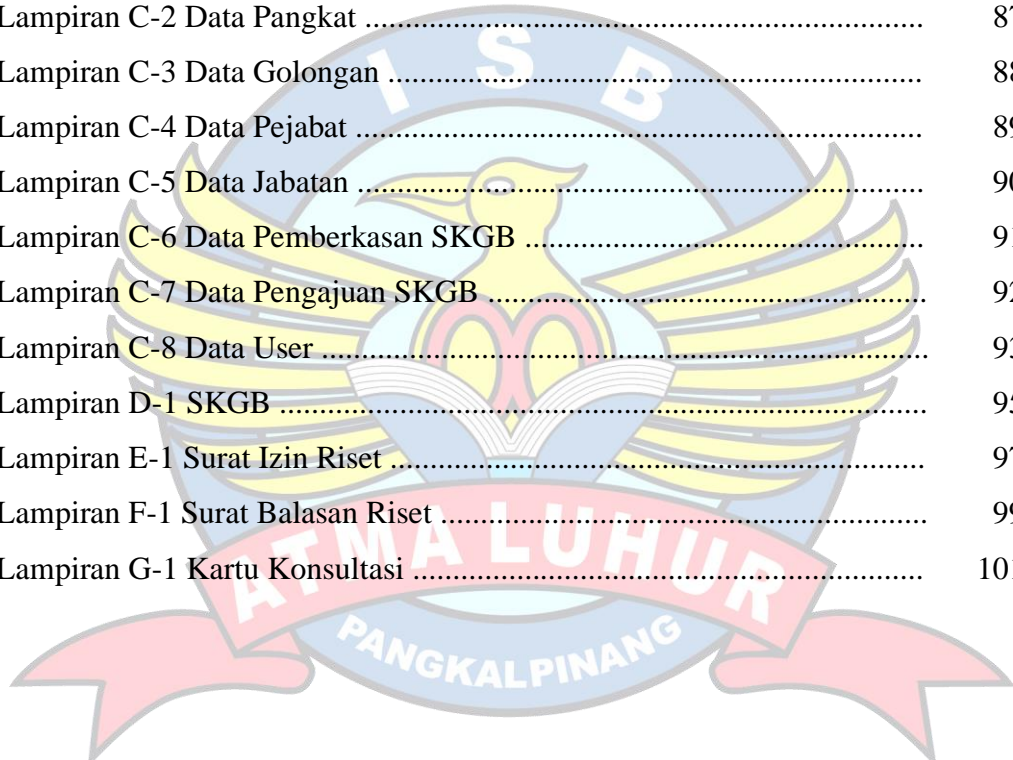 Lampiran C-2 Data Pangkat ...................................................................... 87
Lampiran C-3 Data Golongan ................................................................... 88
Lampiran C-4 Data Pejabat ....................................................................... 89
Lampiran C-5 Data Jabatan ....................................................................... 90
Lampiran C-6 Data Pemberkasan SKGB .................................................. 91
Lampiran C-7 Data Pengajuan SKGB ....................................................... 92
Lampiran C-8 Data User ............................................................................ 93
Lampiran D-1 SKGB ................................................................................. 95
Lampiran E-1 Surat Izin Riset ................................................................... 97
Lampiran F-1 Surat Balasan Riset ............................................................. 99
Lampiran G-1 Kartu Konsultasi ................................................................ 101
I S B
ATMA LUHUR
PANGKALPINANG